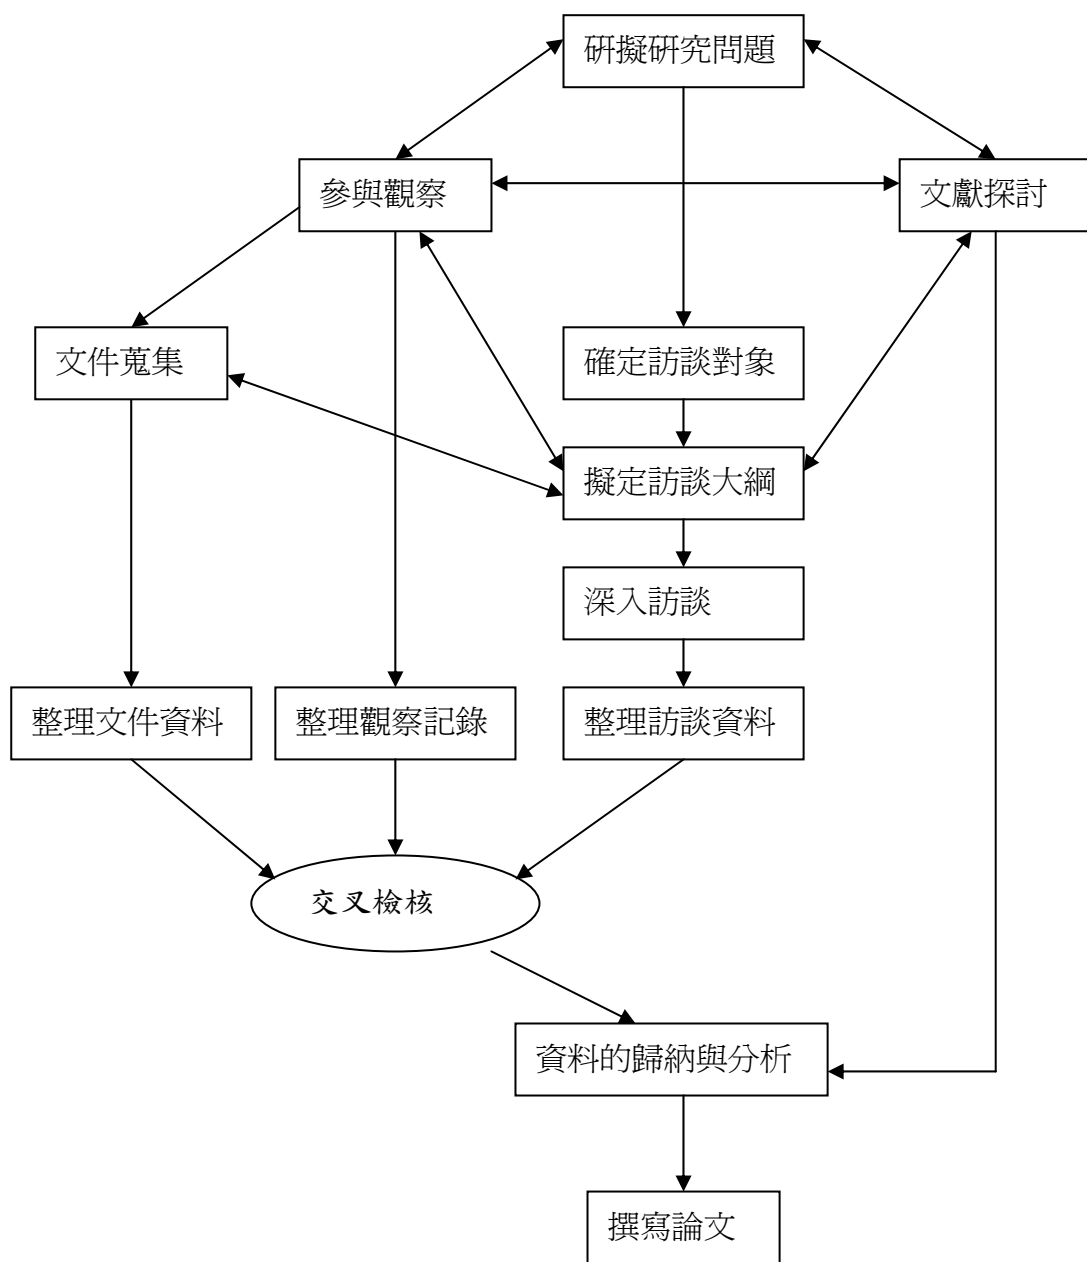 研擬研究問題
參與觀察
文獻探討
文件蒐集
確定訪談對象
擬定訪談大綱
深入訪談
整理文件資料
整理觀察記錄
整理訪談資料
交叉檢核
資料的歸納與分析
撰寫論文